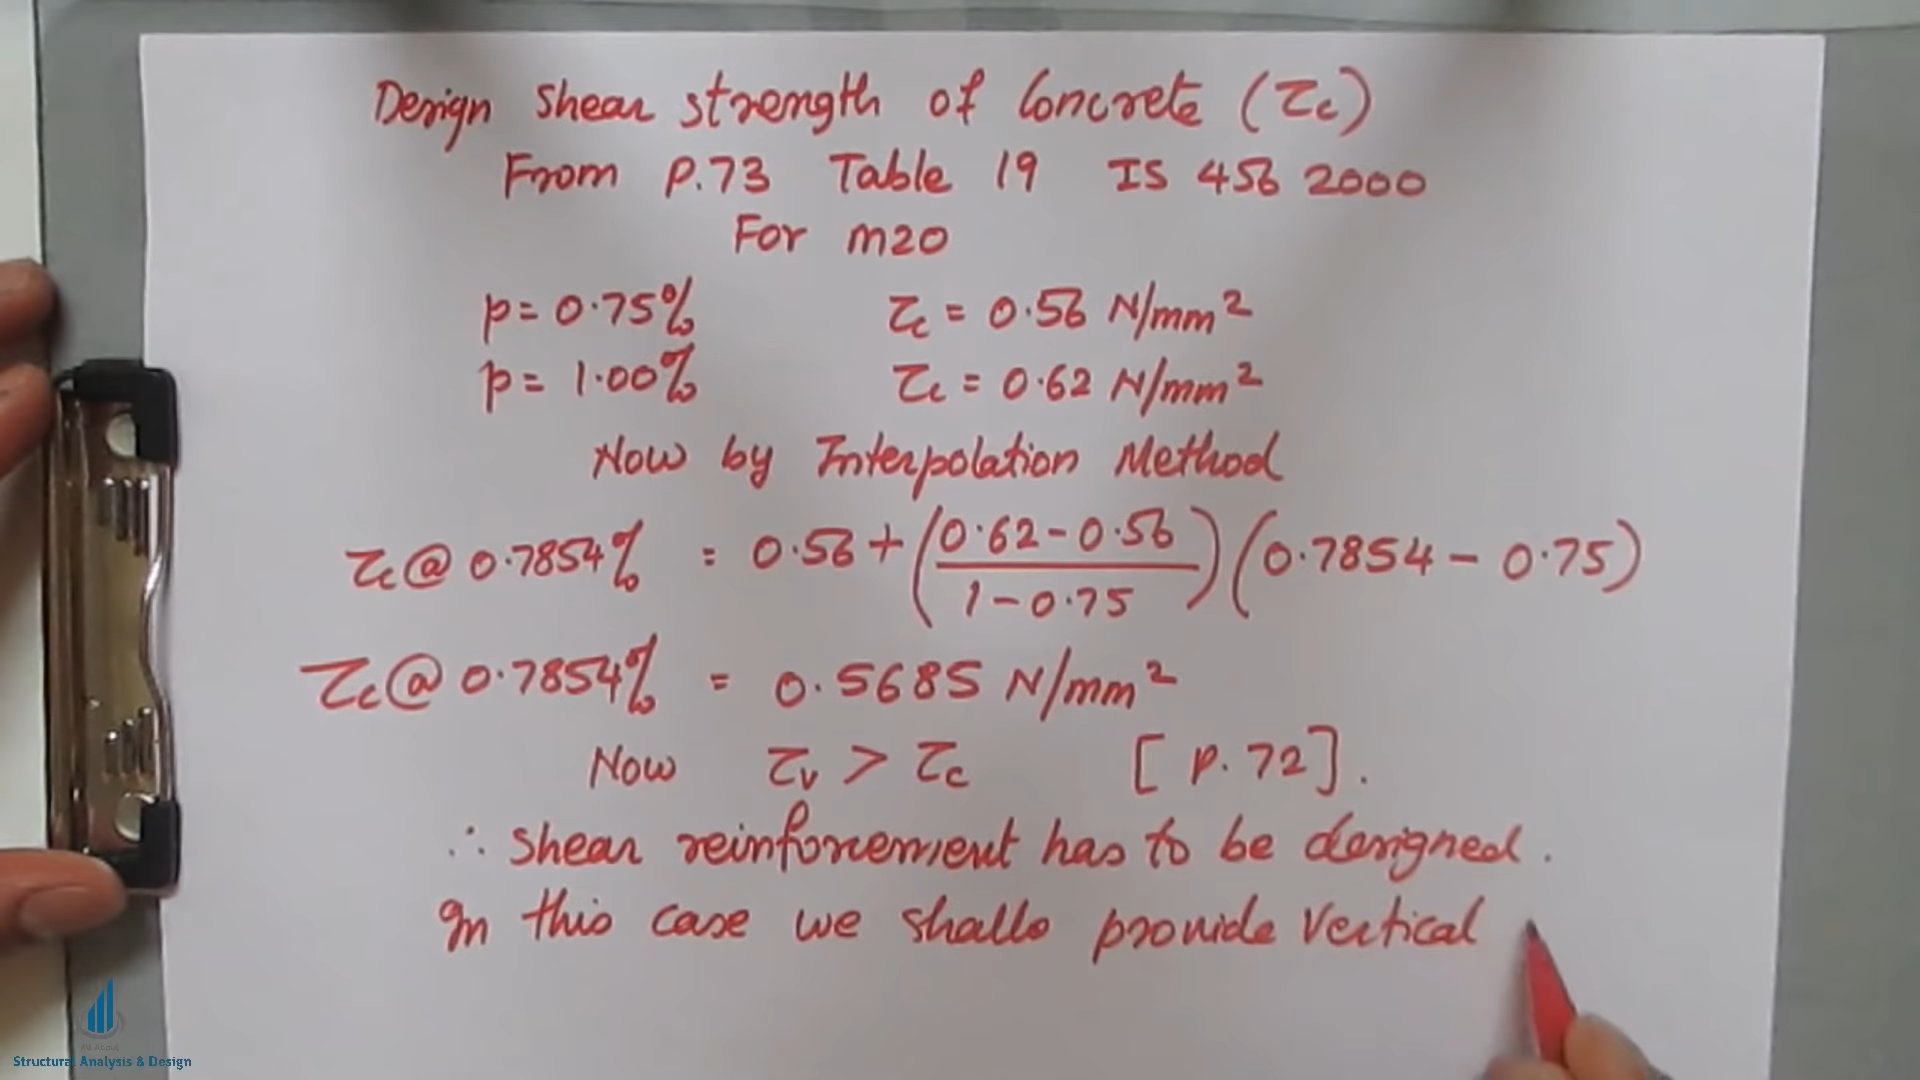 Design shear strength of Concrete (τc)
From P.73 Table 19 IS 456 2000
For M20
p = 0.75% τc = 0.56 N/mm²
p = 1.00% τc = 0.62 N/mm²
Now by Interpolation Method
τc @ 0.7854% = 0.56 + ((0.62 - 0.56)/(1 - 0.75)) (0.7854 - 0.75)
τc @ 0.7854% = 0.5685 N/mm²
Now τv > τc [P.72].
∴ shear reinforcement has to be designed.
In this case we shall provide Vertical
Structural Analysis & Design